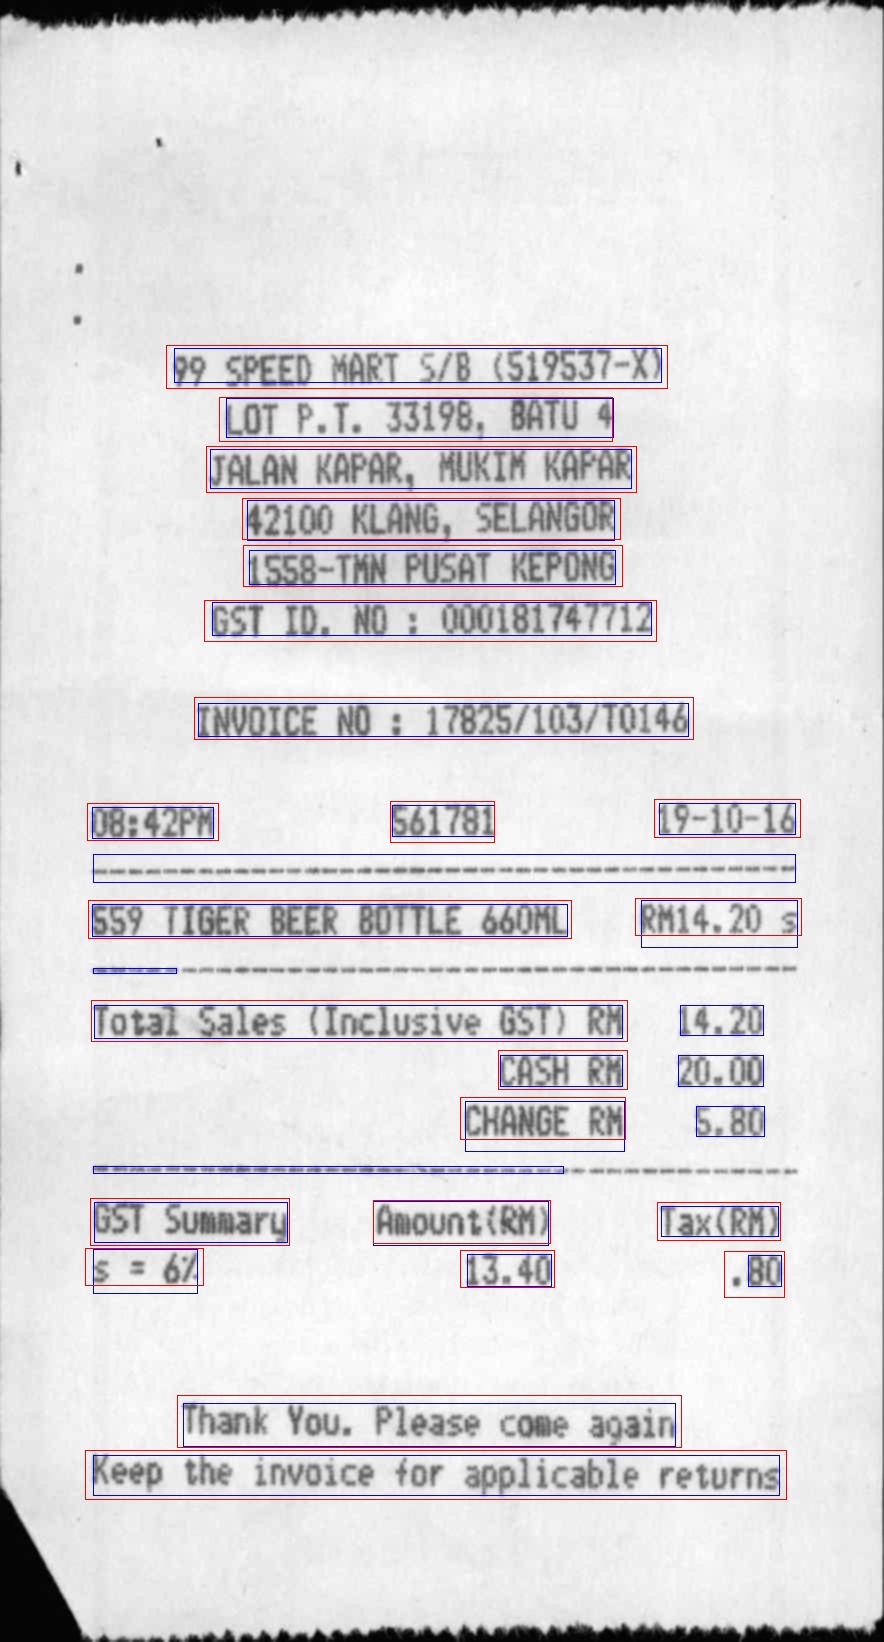 99 SPEED MART S/B (519537-X)
LOT P.T. 33198, BATU 4
JALAN KAPAR, MUKIM KAPAR
42100 KLANG, SELANGOR
1558-TMN PUSAT KEPONG
GST ID. NO : 000181747712
INVOICE NO : 17825/103/T0146
08:42PM 561781 19-10-16
559 TIGER BEER BOTTLE 660ML RM14.20 s
Total Sales (Inclusive GST) RM 14.20
CASH RM 20.00
CHANGE RM 5.80
GST Summary Amount(RM) Tax(RM)
s = 6% 13.40 .80
Thank You. Please come again
Keep the invoice for applicable returns